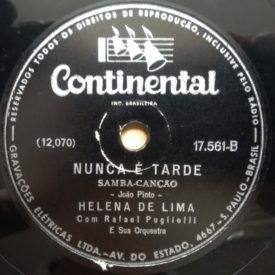 RESERVADOS TODOS OS DIREITOS DE REPRODUÇÃO, INCLUSIVE PELO RÁDIO
Continental
IND. BRASILEIRA
(12,070)
17.561-B
NUNCA É TARDE
SAMBA-CANÇÃO
- João Pinto -
HELENA DE LIMA
Com Rafael Puglielli
E Sua Orquestra
GRAVAÇÕES ELÉTRICAS LTDA.-AV. DO ESTADO, 4667-S. PAULO-BRASIL